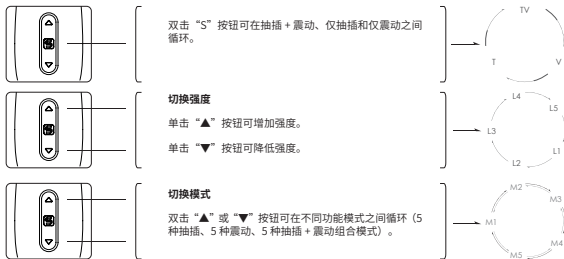 双击“S”按钮可在抽插 + 震动、仅抽插和仅震动之间
循环。
TV
T
V
切换强度
单击“▲”按钮可增加强度。
单击“▼”按钮可降低强度。
L4
L5
L3
L1
L2
切换模式
双击“▲”或“▼”按钮可在不同功能模式之间循环（5
种抽插、5 种震动、5 种抽插 + 震动组合模式）。
M2
M3
M1
M4
M5